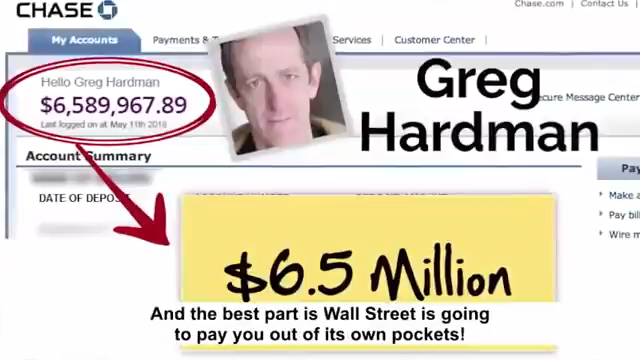 CHASE
Chase.com | Contact Us |
My Accounts
Payments & T
Services
Customer Center
Hello Greg Hardman
$6,589,967.89
Last logged on at May 11th 2016
Greg
Hardman
ecure Message Center
Account Summary
DATE OF DEPOSIT
Pay
Make a
Pay bil
Wire m
$6.5 Million
And the best part is Wall Street is going
to pay you out of its own pockets!